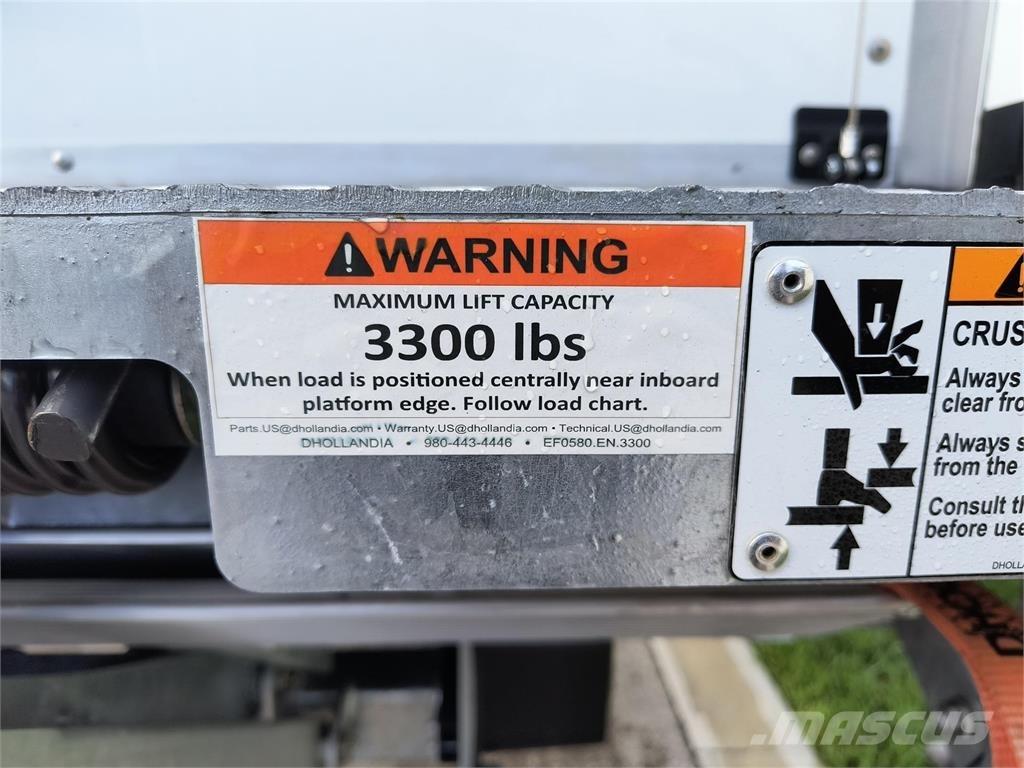 WARNING
MAXIMUM LIFT CAPACITY
3300 lbs
When load is positioned centrally near inboard
platform edge. Follow load chart.
Parts.US@dhollandia.com • Warranty.US@dhollandia.com • Technical.US@dhollandia.com
DHOLLANDIA • 980-443-4446 • EF0580.EN.3300
CRUS
Always
clear fro
Always s
from the
Consult th
before use
DHOLLA
MASCUS